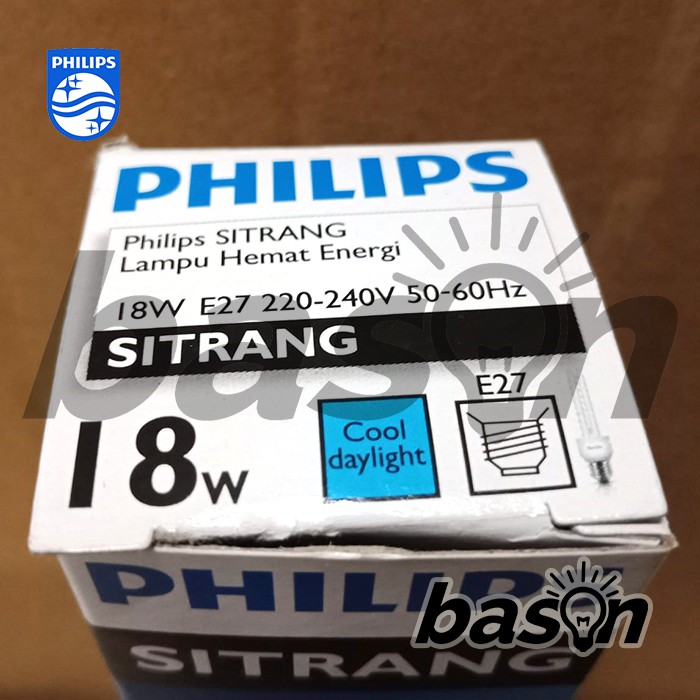 PHILIPS
PHILIPS
Philips SITRANG
Lampu Hemat Energi
18W E27 220-240V 50-60Hz
SITRANG
18W
Cool
daylight
E27
bason
PHILIPS
SITRANG
bason